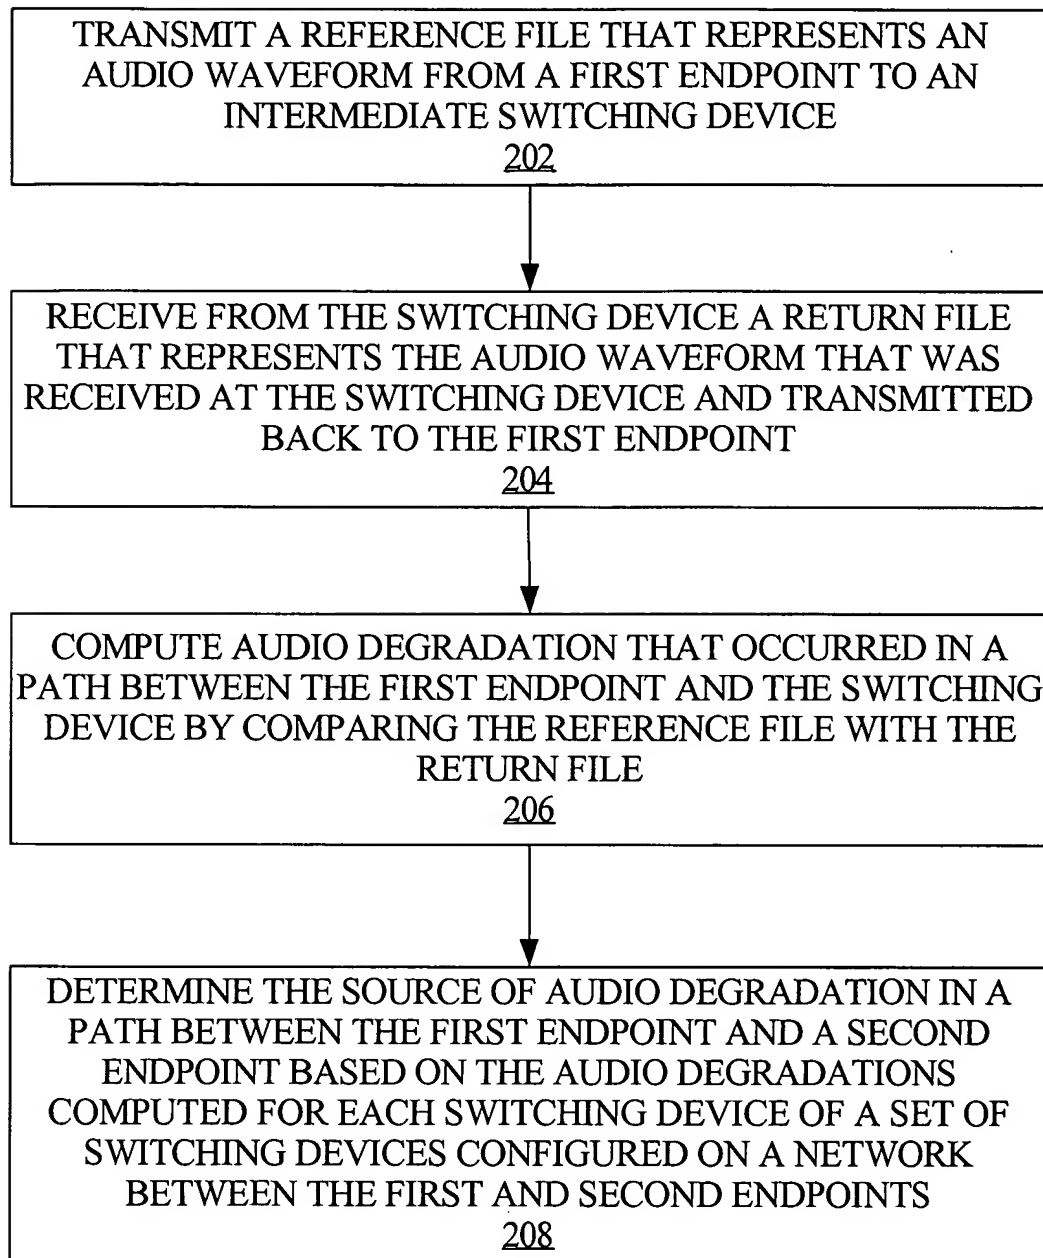 TRANSMIT A REFERENCE FILE THAT REPRESENTS AN
AUDIO WAVEFORM FROM A FIRST ENDPOINT TO AN
INTERMEDIATE SWITCHING DEVICE
202
RECEIVE FROM THE SWITCHING DEVICE A RETURN FILE
THAT REPRESENTS THE AUDIO WAVEFORM THAT WAS
RECEIVED AT THE SWITCHING DEVICE AND TRANSMITTED
BACK TO THE FIRST ENDPOINT
204
COMPUTE AUDIO DEGRADATION THAT OCCURRED IN A
PATH BETWEEN THE FIRST ENDPOINT AND THE SWITCHING
DEVICE BY COMPARING THE REFERENCE FILE WITH THE
RETURN FILE
206
DETERMINE THE SOURCE OF AUDIO DEGRADATION IN A
PATH BETWEEN THE FIRST ENDPOINT AND A SECOND
ENDPOINT BASED ON THE AUDIO DEGRADATIONS
COMPUTED FOR EACH SWITCHING DEVICE OF A SET OF
SWITCHING DEVICES CONFIGURED ON A NETWORK
BETWEEN THE FIRST AND SECOND ENDPOINTS
208